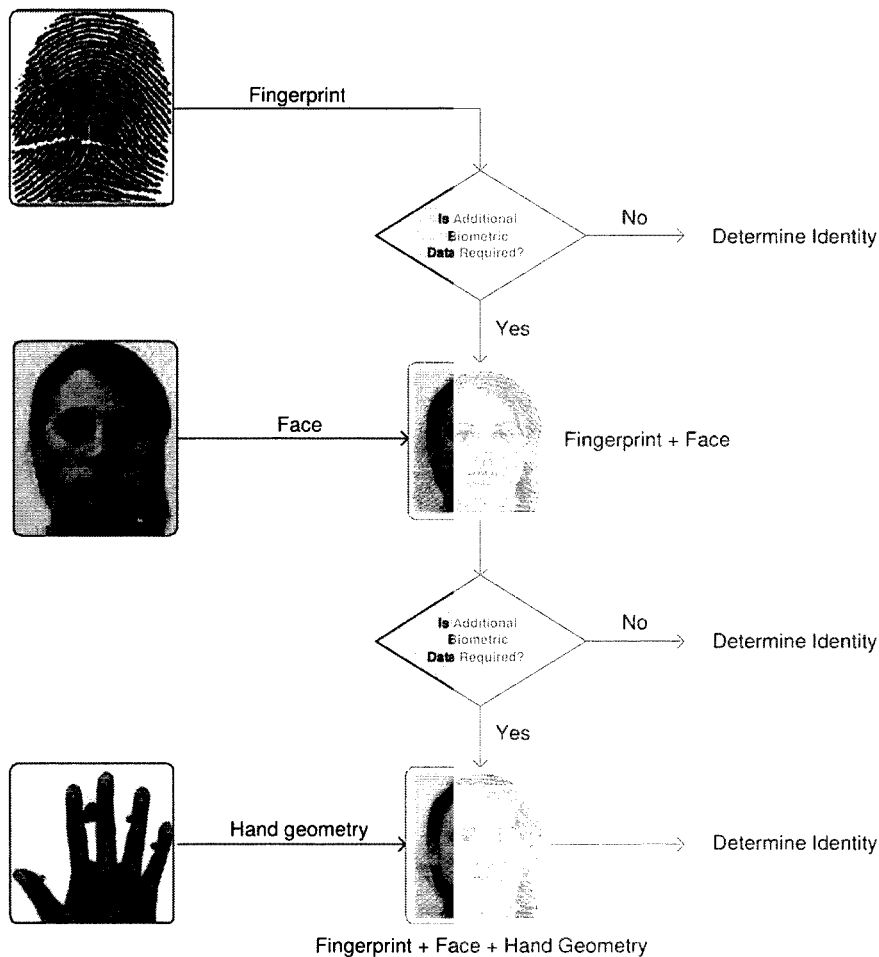 Fingerprint
Is Additional
Biometric
Data Required?
No
Determine Identity
Yes
Face
Fingerprint + Face
Is Additional
Biometric
Data Required?
No
Determine Identity
Yes
Hand geometry
Determine Identity
Fingerprint + Face + Hand Geometry